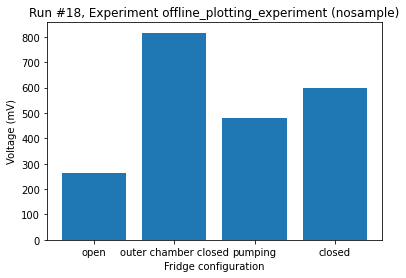 Run #18, Experiment offline_plotting_experiment (nosample)
800
700
600
500
400
300
200
100
0
Voltage (mV)
open outer chamber closed pumping closed
Fridge configuration